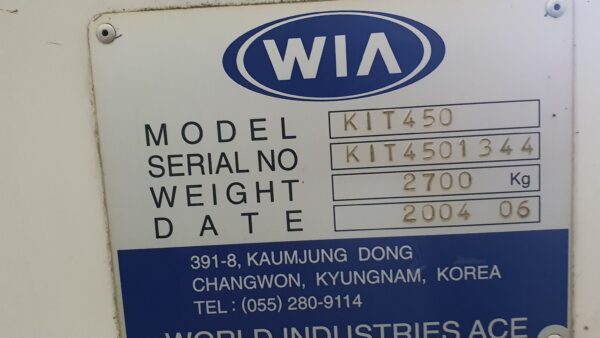 WIA
MODEL KIT450
SERIAL NO KIT4501344
WEIGHT 2700 Kg
DATE 2004 06
391-8, KAUMJUNG DONG
CHANGWON, KYUNGNAM, KOREA
TEL : (055) 280-9114
WORLD INDUSTRIES ACE